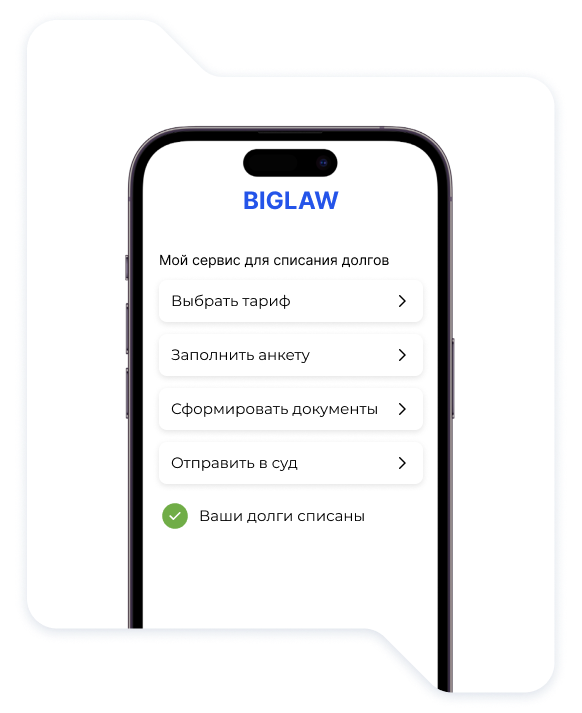 BIGLAW
Мой сервис для списания долгов
Выбрать тариф
Заполнить анкету
Сформировать документы
Отправить в суд
Ваши долги списаны